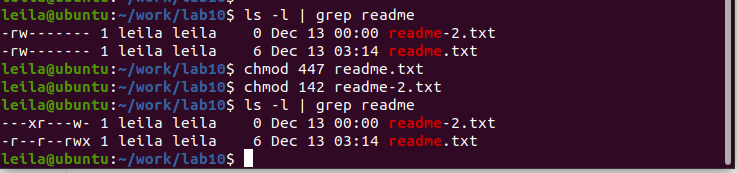 leila@ubuntu:~/work/lab10$ ls -l | grep readme
-rw------- 1 leila leila    0 Dec 13 00:00 readme-2.txt
-rw------- 1 leila leila    6 Dec 13 03:14 readme.txt
leila@ubuntu:~/work/lab10$ chmod 447 readme.txt
leila@ubuntu:~/work/lab10$ chmod 142 readme-2.txt
leila@ubuntu:~/work/lab10$ ls -l | grep readme
---xr---w- 1 leila leila    0 Dec 13 00:00 readme-2.txt
-r--r--rwx 1 leila leila    6 Dec 13 03:14 readme.txt
leila@ubuntu:~/work/lab10$